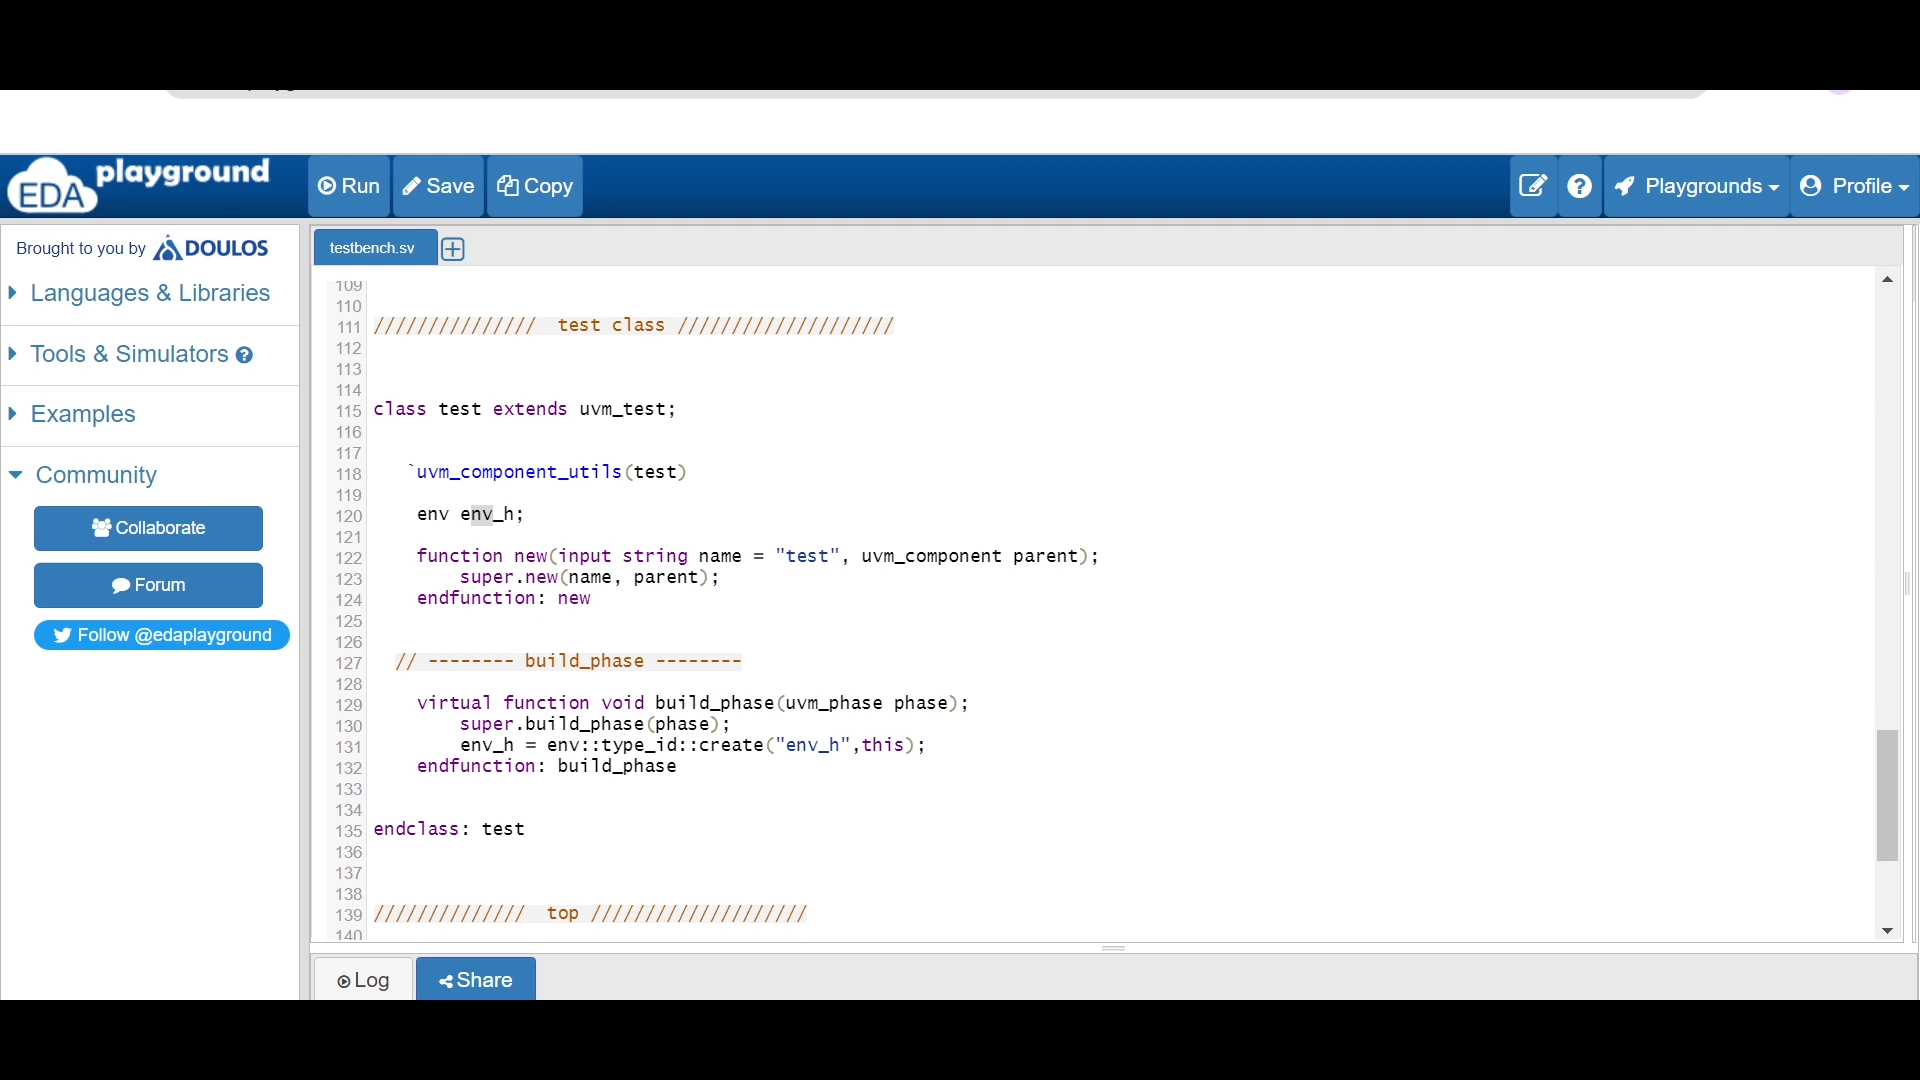 EDA playground
Run
Save
Copy
Playgrounds
Profile
Brought to you by DOULOS
Languages & Libraries
Tools & Simulators
Examples
Community
Collaborate
Forum
Follow @edaplayground
testbench.sv
109
110
111 /////////////// test class ////////////////////
112
113
114
115 class test extends uvm_test;
116
117
118 `uvm_component_utils(test)
119
120 env env_h;
121
122 function new(input string name = "test", uvm_component parent);
123 super.new(name, parent);
124 endfunction: new
125
126
127 // -------- build_phase --------
128
129 virtual function void build_phase(uvm_phase phase);
130 super.build_phase(phase);
131 env_h = env::type_id::create("env_h",this);
132 endfunction: build_phase
133
134
135 endclass: test
136
137
138
139 ////////////// top ////////////////////
140
Log
Share